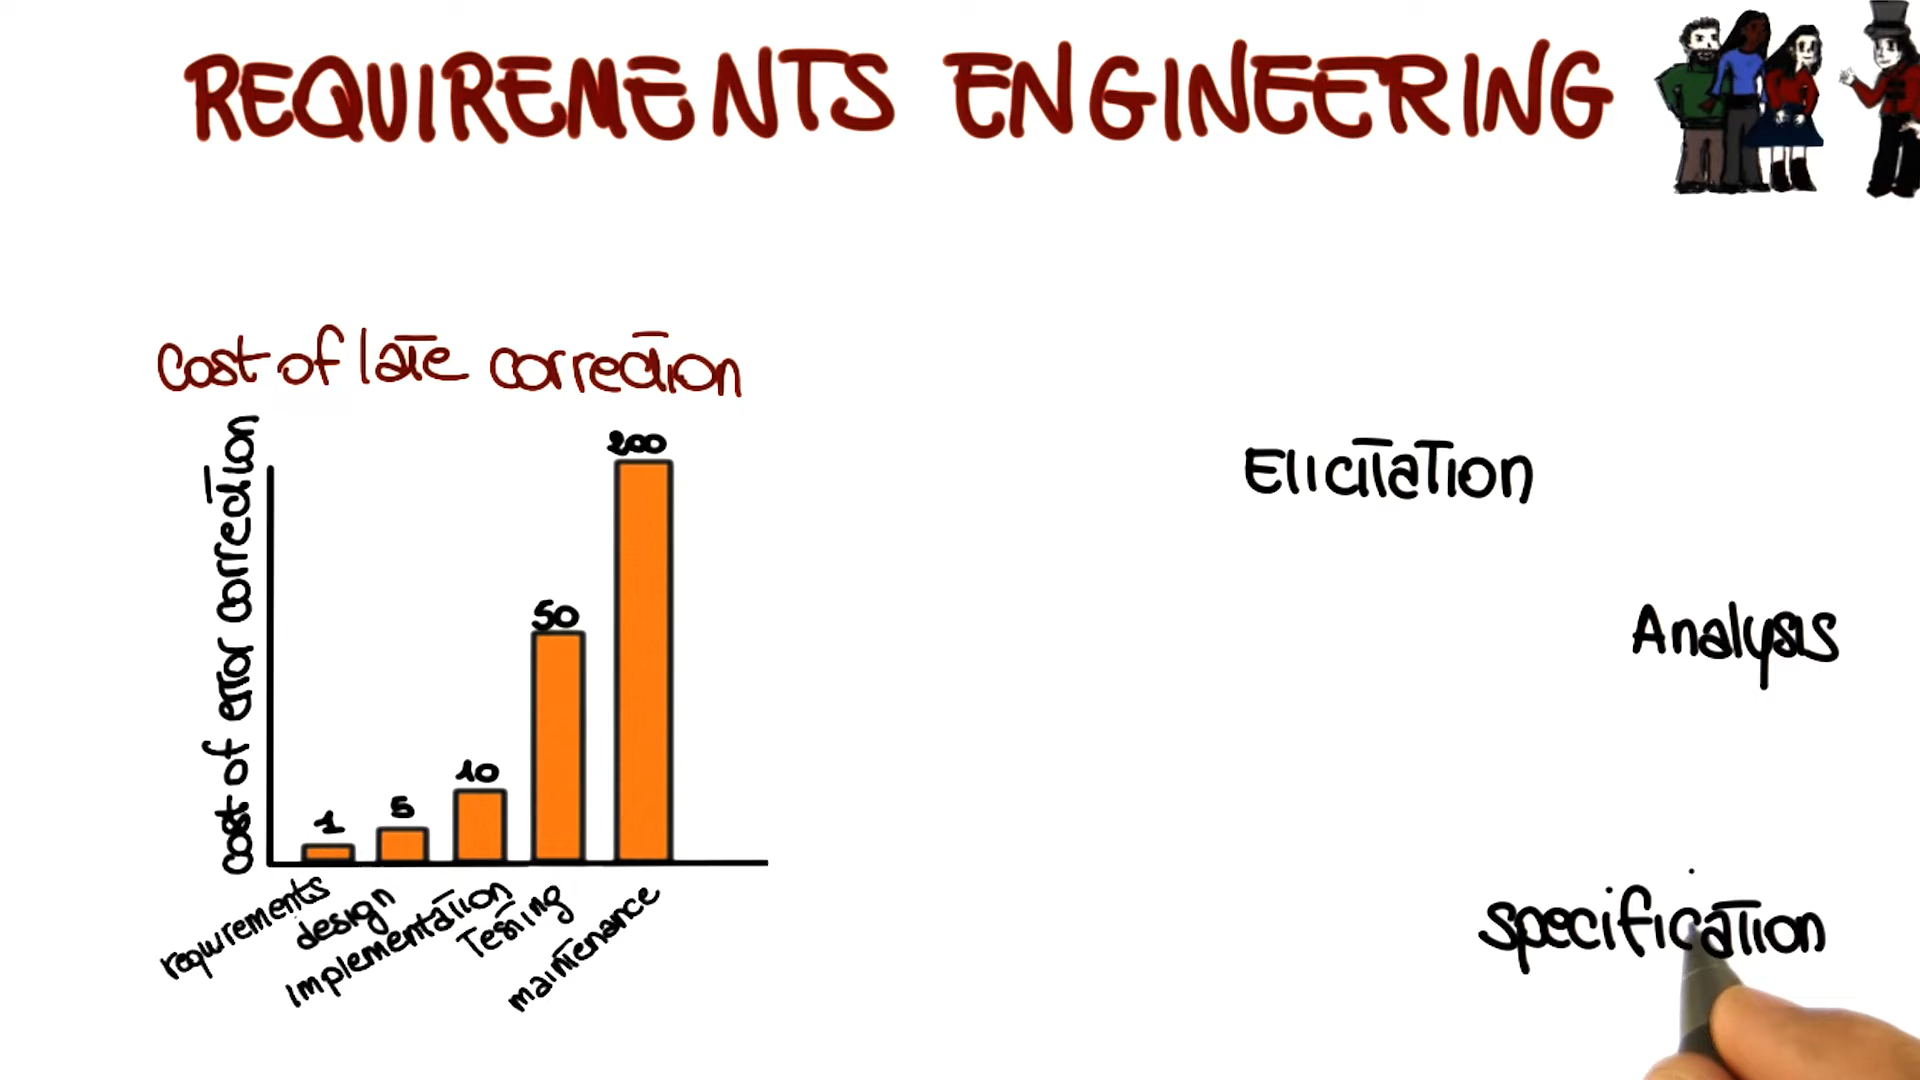 REQUIREMENTS ENGINEERING
cost of late correction
cost of error correction
200
50
10
5
1
requirements
design
Implementation
Testing
maintenance
Elicitation
Analysis
specification